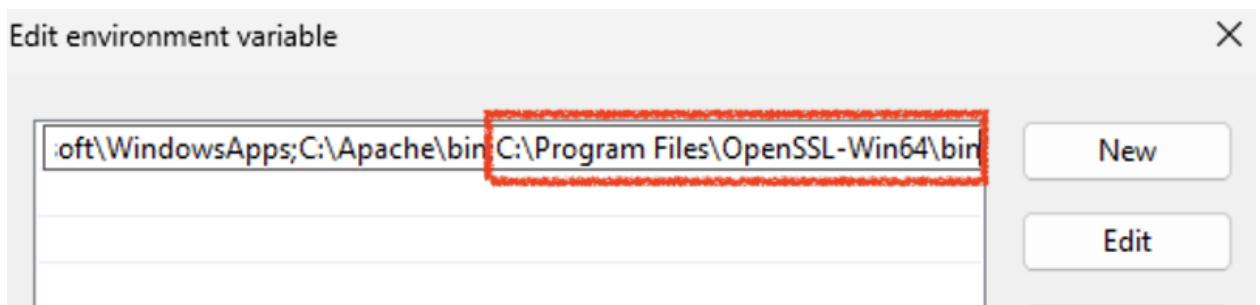 Edit environment variable
:oft\WindowsApps;C:\Apache\bin C:\Program Files\OpenSSL-Win64\bin
New
Edit